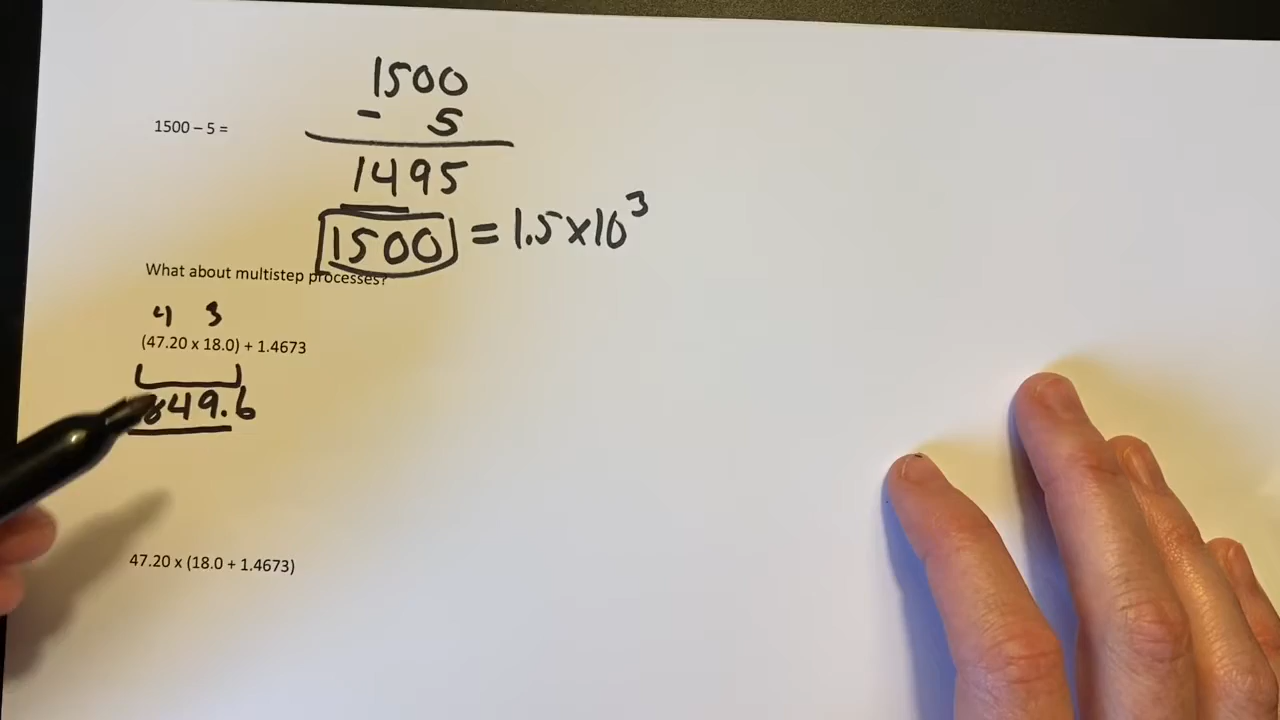 1500
1500 – 5 =
- 5
1495
1500 = 1.5x10³
What about multistep processes?
4 3
(47.20 x 18.0) + 1.4673
849.6
47.20 x (18.0 + 1.4673)